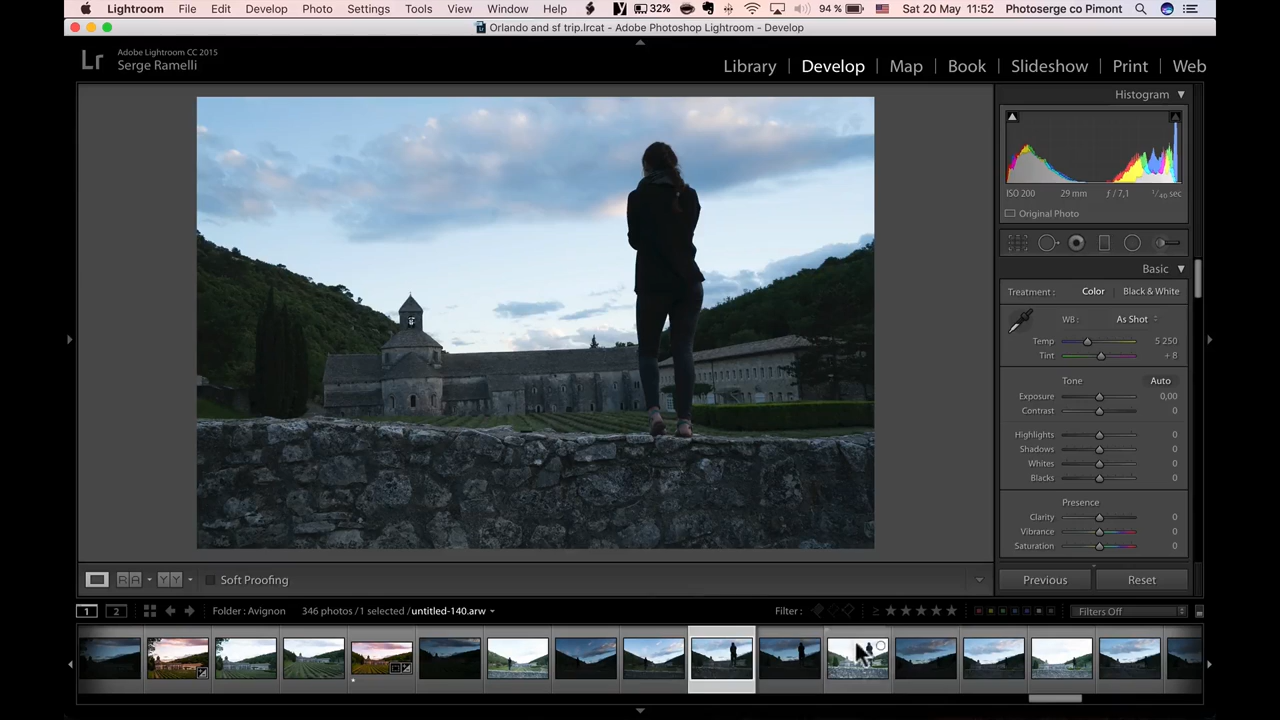 Lightroom File Edit Develop Photo Settings Tools View Window Help 32% 94 % Sat 20 May 11:52 Photoserge co Pimont
Orlando and sf trip.lrcat - Adobe Photoshop Lightroom - Develop
Lr Adobe Lightroom CC 2015
Serge Ramelli
Library Develop Map Book Slideshow Print Web
Histogram
ISO 200 29 mm ƒ / 7,1 1/40 sec
Original Photo
Basic
Treatment : Color Black & White
WB : As Shot
Temp 5 250
Tint + 8
Tone Auto
Exposure 0,00
Contrast 0
Highlights 0
Shadows 0
Whites 0
Blacks 0
Presence
Clarity 0
Vibrance 0
Saturation 0
Previous Reset
R A Y Y Soft Proofing
1 2 Folder : Avignon 346 photos / 1 selected / untitled-140.arw Filter : Filters Off